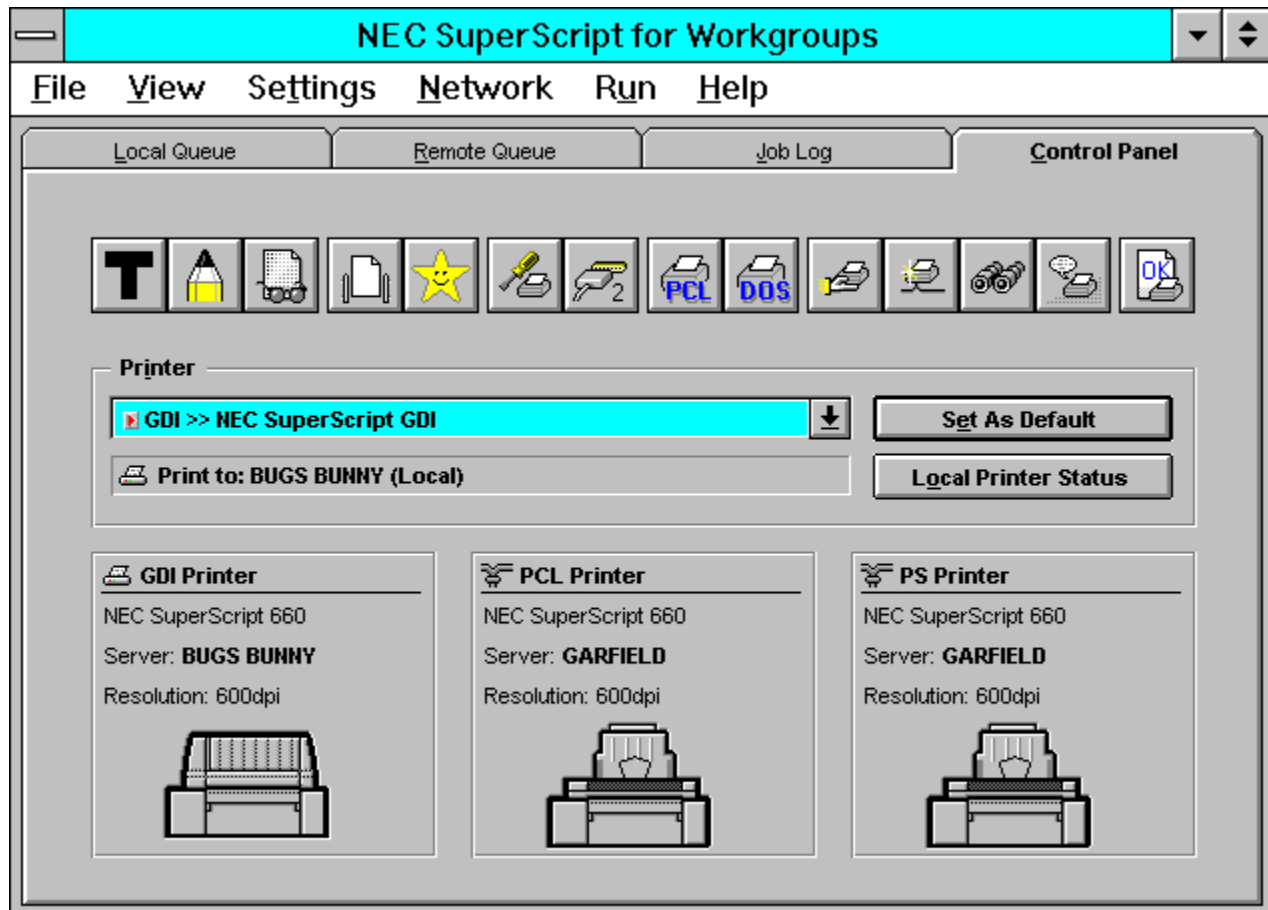 NEC SuperScript for Workgroups
File View Settings Network Run Help
Local Queue Remote Queue Job Log Control Panel
T 2 PCL DOS OK
Printer
GDI >> NEC SuperScript GDI Set As Default
Print to: BUGS BUNNY (Local) Local Printer Status
GDI Printer
NEC SuperScript 660
Server: BUGS BUNNY
Resolution: 600dpi
PCL Printer
NEC SuperScript 660
Server: GARFIELD
Resolution: 600dpi
PS Printer
NEC SuperScript 660
Server: GARFIELD
Resolution: 600dpi